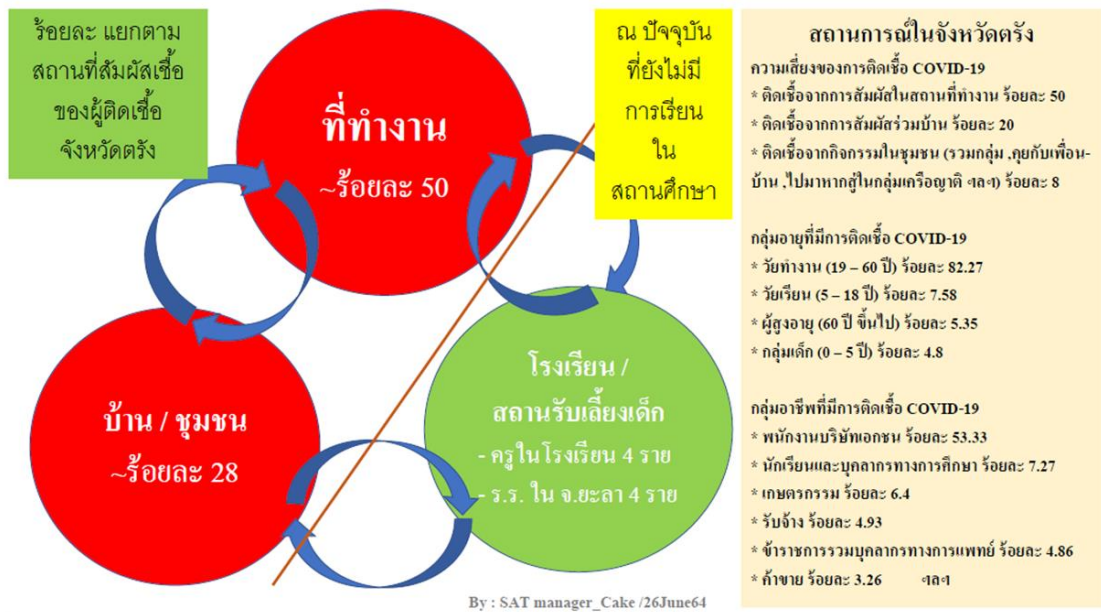 ร้อยละ แยกตาม
สถานที่สัมผัสเชื้อ
ของผู้ติดเชื้อ
จังหวัดตรัง
ที่ทำงาน
~ร้อยละ 50
ณ ปัจจุบัน
ที่ยังไม่มี
การเรียน
ใน
สถานศึกษา
บ้าน / ชุมชน
~ร้อยละ 28
โรงเรียน /
สถานรับเลี้ยงเด็ก
- ครูในโรงเรียน 4 ราย
- ร.ร. ใน จ.ยะลา 4 ราย
สถานการณ์ในจังหวัดตรัง
ความเสี่ยงของการติดเชื้อ COVID-19
* ติดเชื้อจากการสัมผัสในสถานที่ทำงาน ร้อยละ 50
* ติดเชื้อจากการสัมผัสร่วมบ้าน ร้อยละ 20
* ติดเชื้อจากกิจกรรมในชุมชน (รวมกลุ่ม ,คุยกับเพื่อน-
บ้าน ,ไปมาหากสู่ในกลุ่มเครือญาติ ฯลฯ) ร้อยละ 8
กลุ่มอายุที่มีการติดเชื้อ COVID-19
* วัยทำงาน (19 – 60 ปี) ร้อยละ 82.27
* วัยเรียน (5 – 18 ปี) ร้อยละ 7.58
* ผู้สูงอายุ (60 ปี ขึ้นไป) ร้อยละ 5.35
* กลุ่มเด็ก (0 – 5 ปี) ร้อยละ 4.8
กลุ่มอาชีพที่มีการติดเชื้อ COVID-19
* พนักงานบริษัทเอกชน ร้อยละ 53.33
* นักเรียนและบุคลากรทางการศึกษา ร้อยละ 7.27
* เกษตรกรรม ร้อยละ 6.4
* รับจ้าง ร้อยละ 4.93
* ข้าราชการรวมบุคลากรทางการแพทย์ ร้อยละ 4.86
* ค้าขาย ร้อยละ 3.26 ฯลฯ
By : SAT manager_Cake /26June64